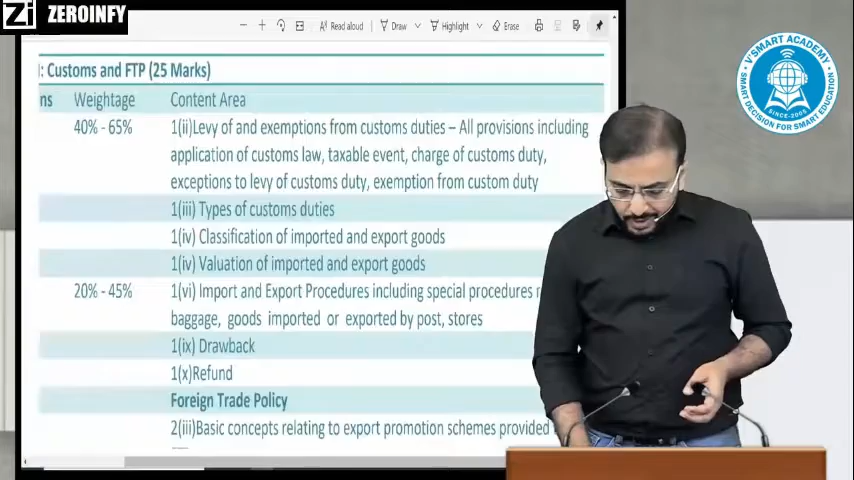 Zi ZEROINFY
Read aloud Draw Highlight Erase
I: Customs and FTP (25 Marks)
ns Weightage Content Area
40% - 65% 1(ii)Levy of and exemptions from customs duties – All provisions including
application of customs law, taxable event, charge of customs duty,
exceptions to levy of customs duty, exemption from custom duty
1(iii) Types of customs duties
1(iv) Classification of imported and export goods
1(iv) Valuation of imported and export goods
20% - 45% 1(vi) Import and Export Procedures including special procedures
baggage, goods imported or exported by post, stores
1(ix) Drawback
1(x)Refund
Foreign Trade Policy
2(iii)Basic concepts relating to export promotion schemes provided
V'SMART ACADEMY
SMART DECISION FOR SMART EDUCATION
SINCE-2005